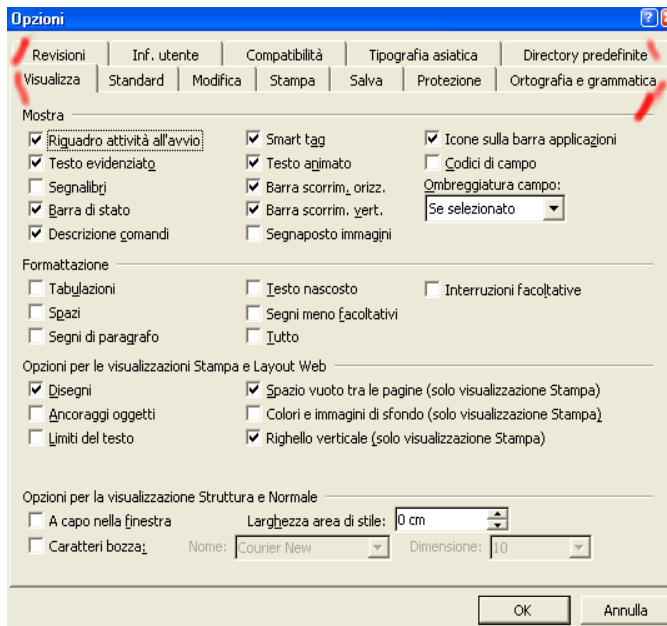 Opzioni
Revisioni Inf. utente Compatibilità Tipografia asiatica Directory predefinite
Visualizza Standard Modifica Stampa Salva Protezione Ortografia e grammatica
Mostra
Riquadro attività all'avvio Smart tag Icone sulla barra applicazioni
Testo evidenziato Testo animato Codici di campo
Segnalibri Barra scorrim. orizz. Ombreggiatura campo:
Barra di stato Barra scorrim. vert. Se selezionato
Descrizione comandi Segnaposto immagini
Formattazione
Tabulazioni Testo nascosto Interruzioni facoltative
Spazi Segni meno facoltativi
Segni di paragrafo Tutto
Opzioni per le visualizzazioni Stampa e Layout Web
Disegni Spazio vuoto tra le pagine (solo visualizzazione Stampa)
Ancoraggi oggetti Colori e immagini di sfondo (solo visualizzazione Stampa)
Limiti del testo Righello verticale (solo visualizzazione Stampa)
Opzioni per la visualizzazione Struttura e Normale
A capo nella finestra Larghezza area di stile: 0 cm
Caratteri bozza: Nome: Courier New Dimensione: 10
OK Annulla